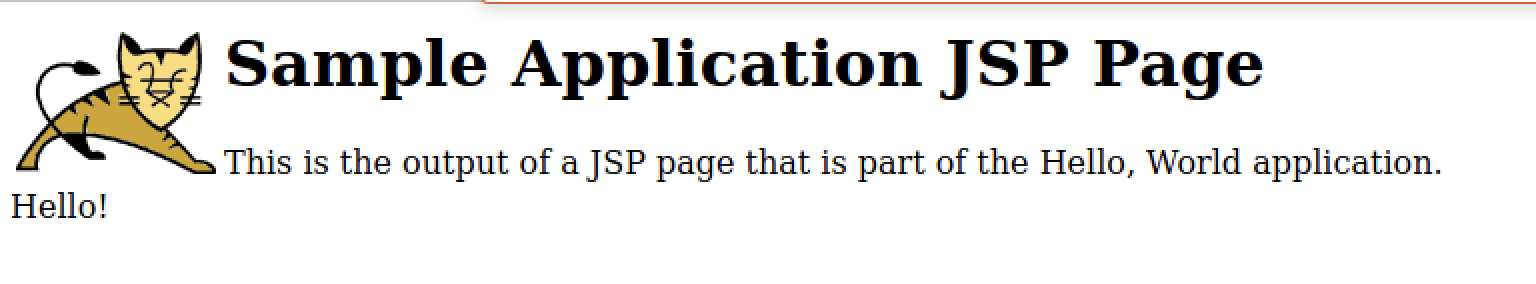 Sample Application JSP Page
This is the output of a JSP page that is part of the Hello, World application.
Hello!